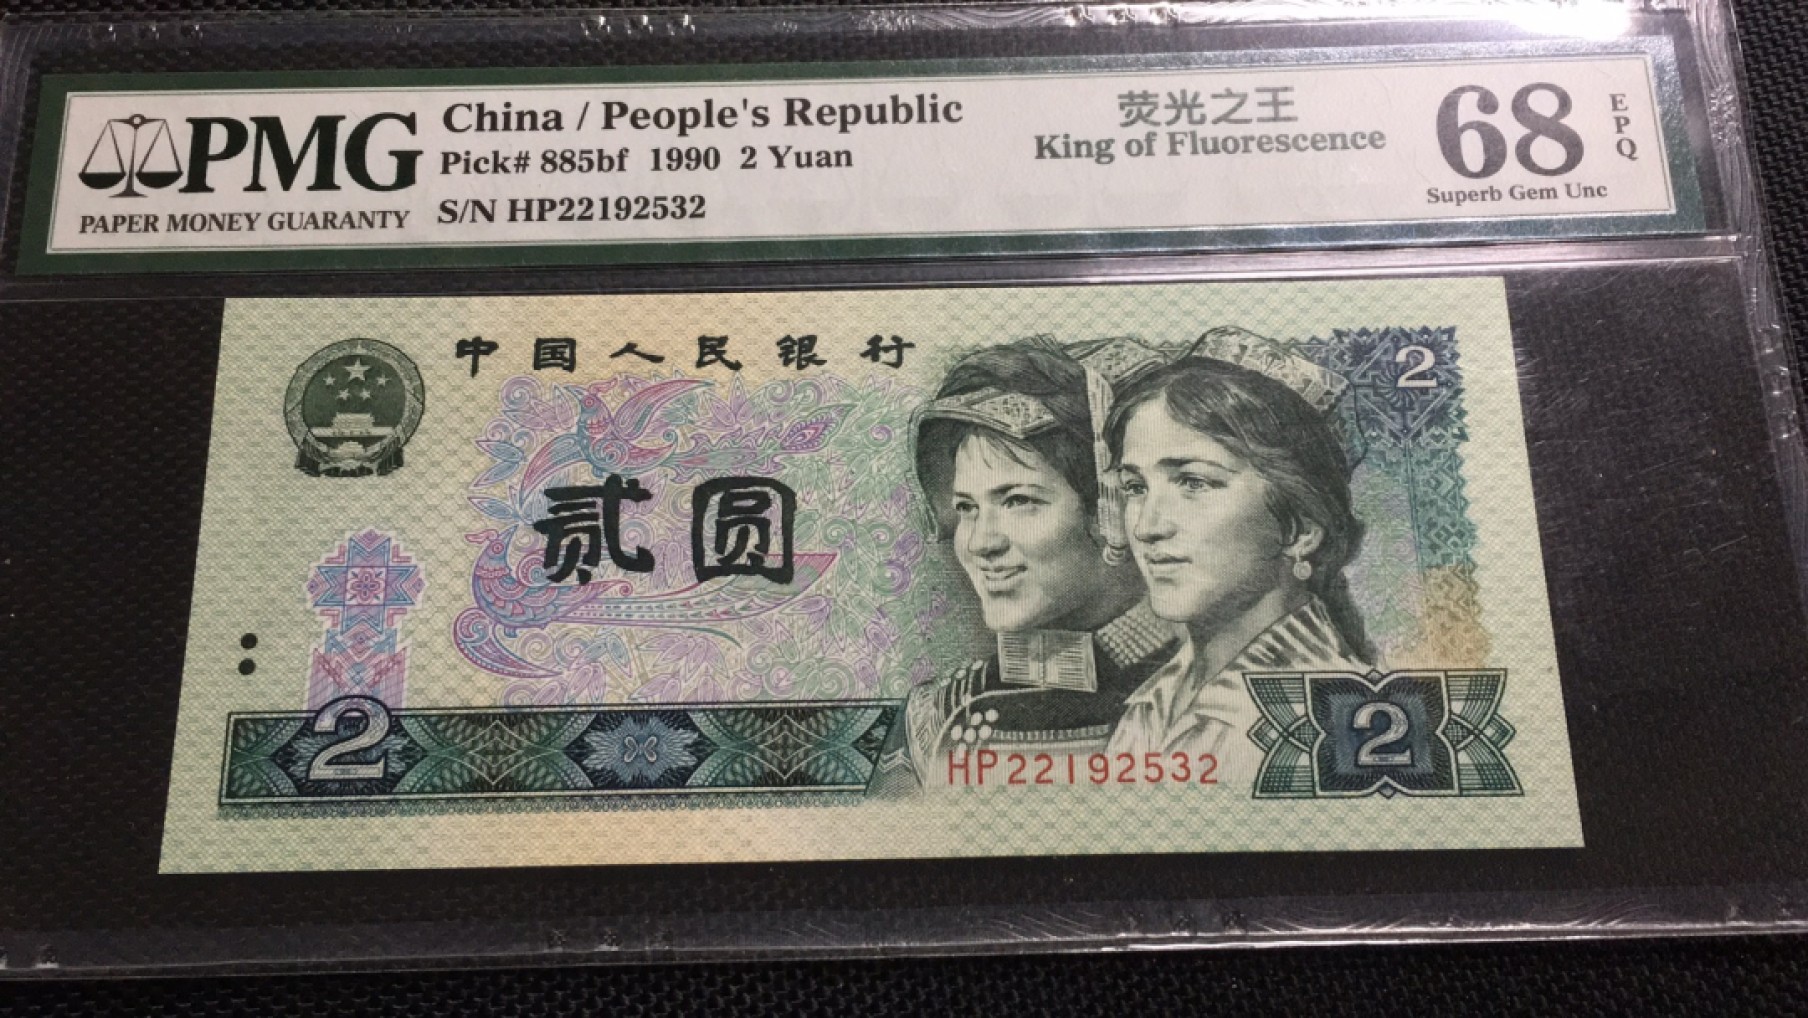 PMG
PAPER MONEY GUARANTY
China / People's Republic
Pick# 885bf 1990 2 Yuan
S/N HP22192532
荧光之王
King of Fluorescence
68
EPQ
Superb Gem Unc
中国人民银行
2
贰圆
2
HP22192532
2